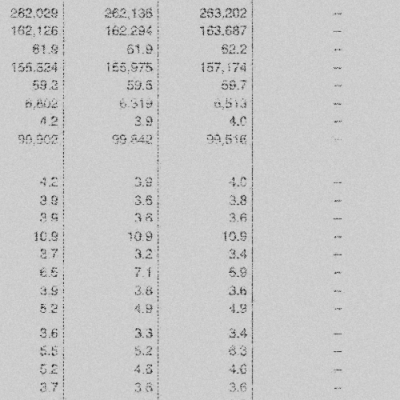 262,029 262,136 263,202 –
162,126 162,294 163,687 –
61.9 61.9 62.2 –
155,324 155,975 157,174 –
59.3 59.5 59.7 –
6,802 6,319 6,513 –
4.2 3.9 4.0 –
99,902 99,842 99,516 –
4.2 3.9 4.0 –
3.9 3.6 3.8 –
3.9 3.6 3.6 –
10.9 10.9 10.9 –
3.7 3.2 3.4 –
6.5 7.1 5.9 –
3.9 3.8 3.6 –
5.2 4.9 4.9 –
3.6 3.3 3.4 –
5.5 5.2 6.3 –
5.2 4.6 4.6 –
3.7 3.6 3.6 –